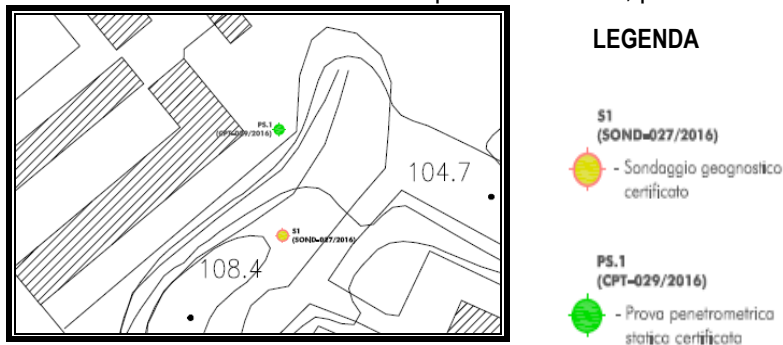 LEGENDA
PS.1
(CPT-029/2016)
104.7
S1
(SOND-027/2016)
108.4
S1
(SOND-027/2016)
- Sondaggio geognostico
certificato
PS.1
(CPT-029/2016)
- Prova penetrometrica
statica certificata